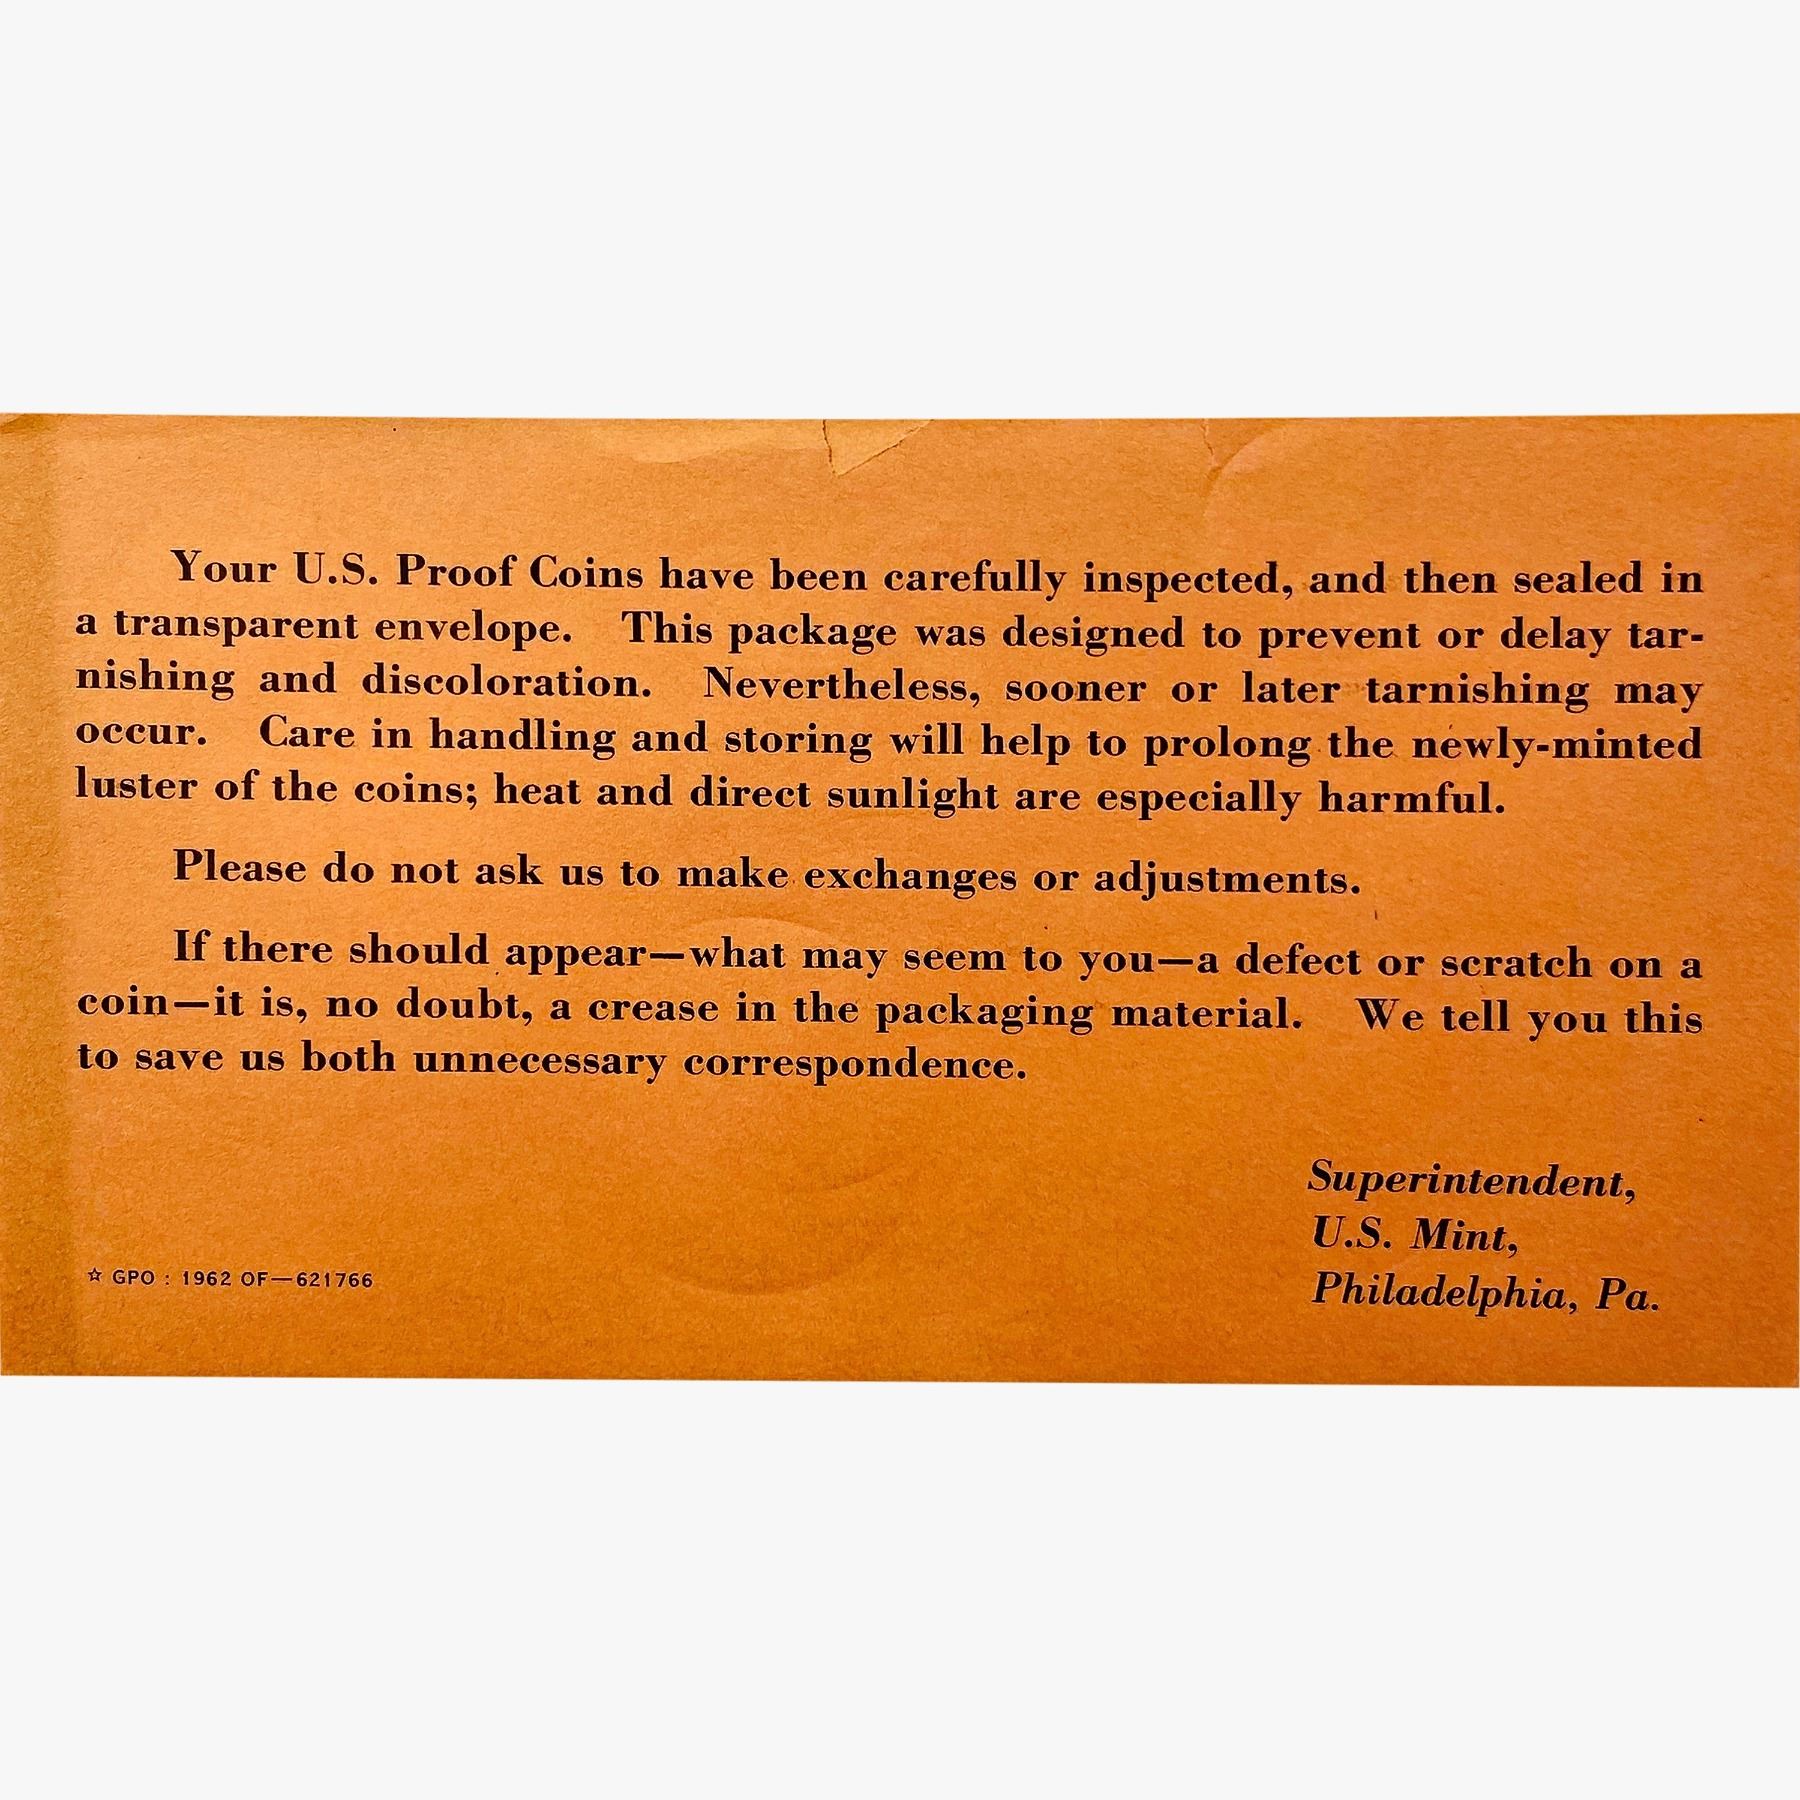 Your U.S. Proof Coins have been carefully inspected, and then sealed in
a transparent envelope. This package was designed to prevent or delay tar-
nishing and discoloration. Nevertheless, sooner or later tarnishing may
occur. Care in handling and storing will help to prolong the newly-minted
luster of the coins; heat and direct sunlight are especially harmful.
Please do not ask us to make exchanges or adjustments.
If there should appear—what may seem to you—a defect or scratch on a
coin—it is, no doubt, a crease in the packaging material. We tell you this
to save us both unnecessary correspondence.
Superintendent,
U.S. Mint,
Philadelphia, Pa.
☆ GPO : 1962 OF—621766